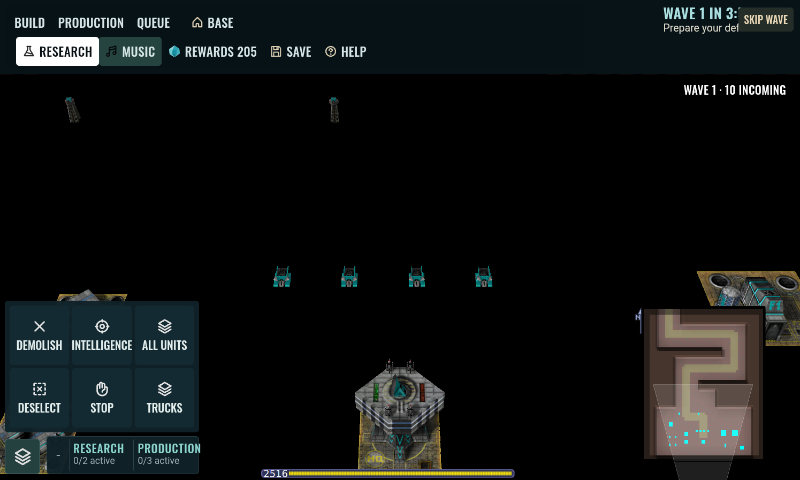 BUILD PRODUCTION QUEUE BASE
RESEARCH MUSIC REWARDS 205 SAVE HELP
WAVE 1 IN 3:
Prepare your def
SKIP WAVE
WAVE 1 · 10 INCOMING
DEMOLISH INTELLIGENCE ALL UNITS
DESELECT STOP TRUCKS
- RESEARCH PRODUCTION
0/2 active 0/3 active
2516
N